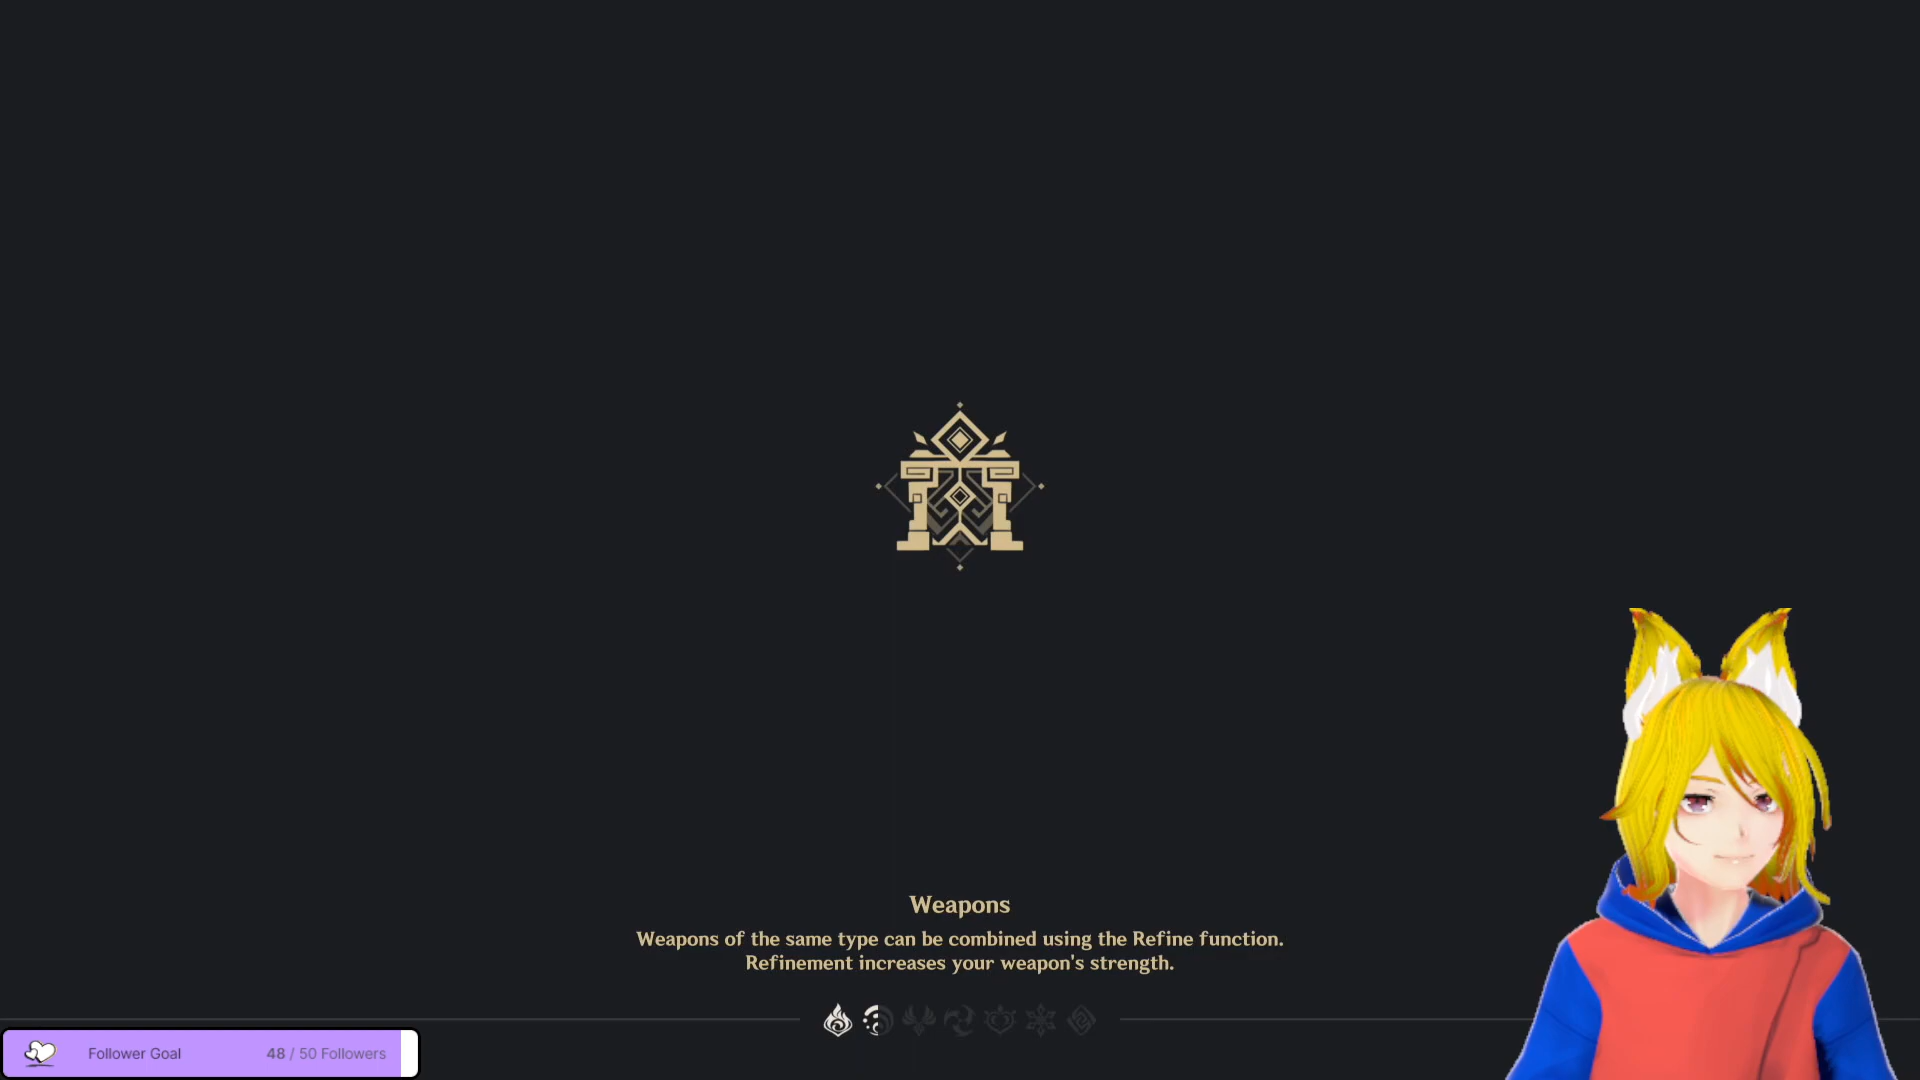 Weapons
Weapons of the same type can be combined using the Refine function.
Refinement increases your weapon's strength.
Follower Goal
48 / 50 Followers